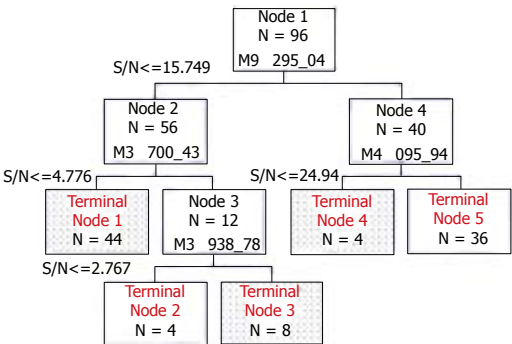 Node 1
N = 96
M9 295_04
S/N<=15.749
Node 2
N = 56
M3 700_43
Node 4
N = 40
M4 095_94
S/N<=4.776
Terminal
Node 1
N = 44
Node 3
N = 12
M3 938_78
S/N<=24.94
Terminal
Node 4
N = 4
Terminal
Node 5
N = 36
S/N<=2.767
Terminal
Node 2
N = 4
Terminal
Node 3
N = 8